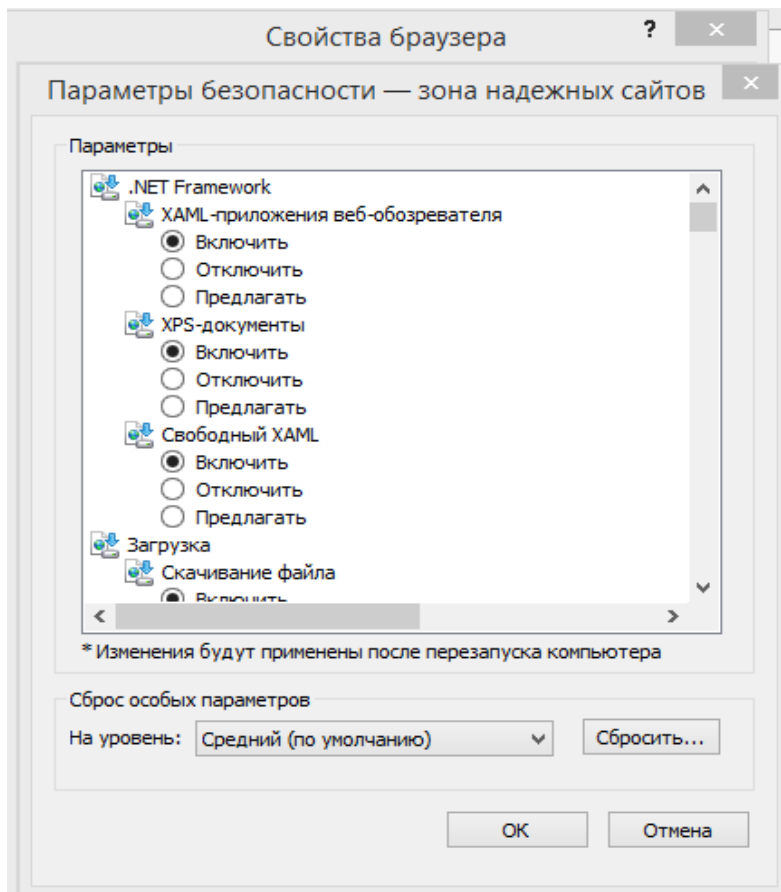 Свойства браузера ?
Параметры безопасности — зона надежных сайтов
Параметры
.NET Framework
XAML-приложения веб-обозревателя
Включить
Отключить
Предлагать
XPS-документы
Включить
Отключить
Предлагать
Свободный XAML
Включить
Отключить
Предлагать
Загрузка
Скачивание файла
Включить
* Изменения будут применены после перезапуска компьютера
Сброс особых параметров
На уровень: Средний (по умолчанию) Сбросить...
ОК Отмена